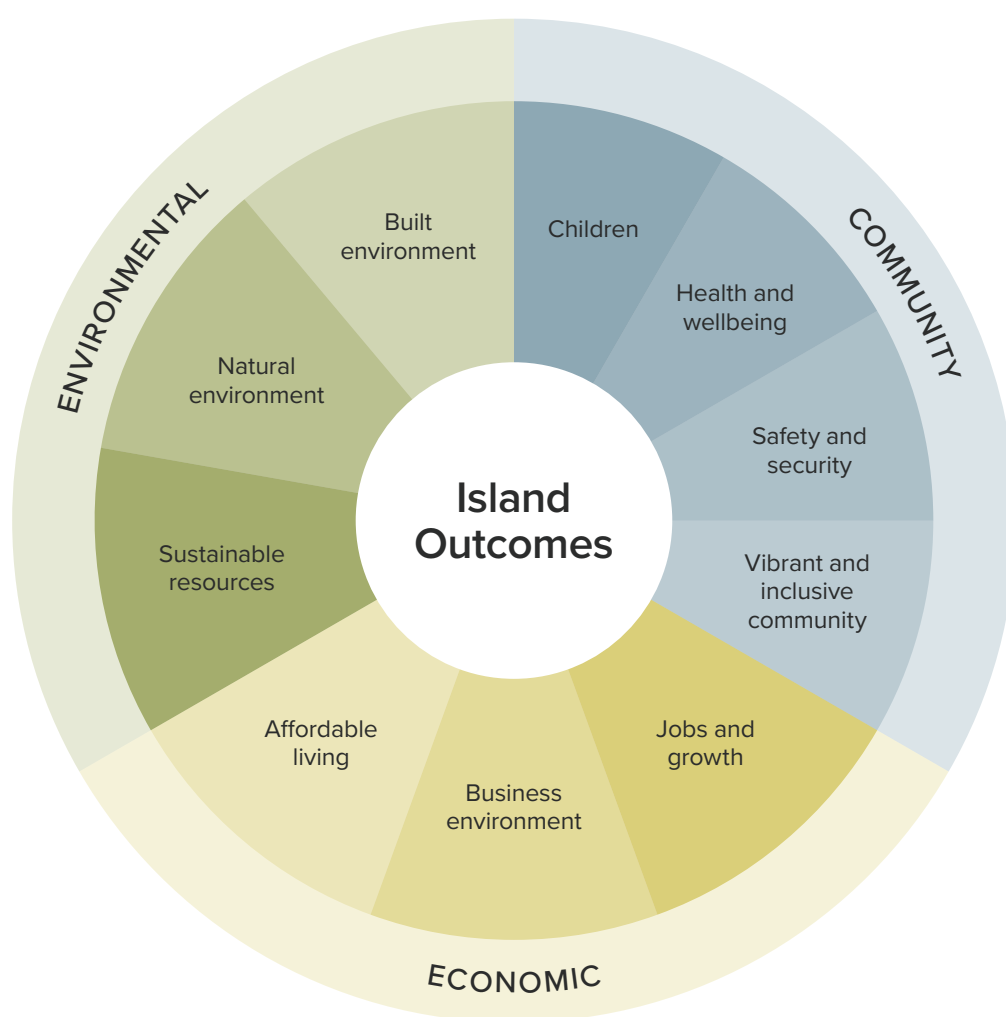 Island
Outcomes
COMMUNITY
Children
Health and
wellbeing
Safety and
security
Vibrant and
inclusive
community
ECONOMIC
Jobs and
growth
Business
environment
Affordable
living
ENVIRONMENTAL
Sustainable
resources
Natural
environment
Built
environment